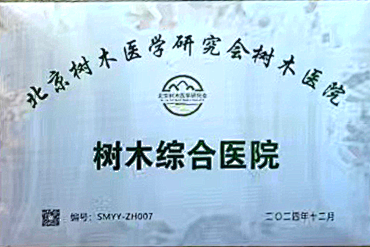 北京树木医学研究会树木医院
北京树木医学研究会
树木综合医院
编号：SMYY-ZH007
二〇二四年十二月